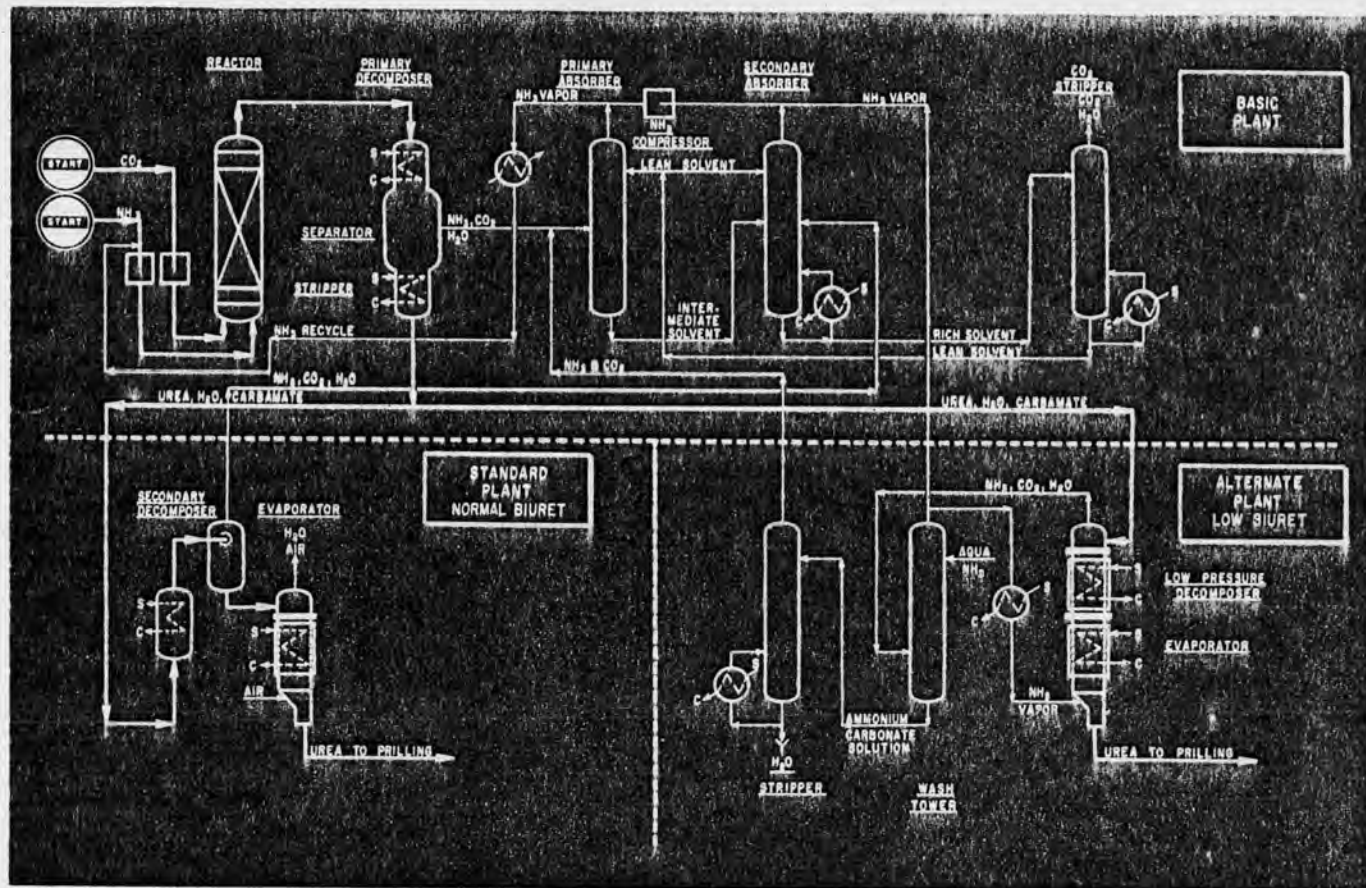 REACTOR
PRIMARY
DECOMPOSER
PRIMARY
ABSORBER
SECONDARY
ABSORBER
CO₂
STRIPPER
CO₂
H₂O
BASIC
PLANT
NH₃ VAPOR
NH₃
COMPRESSOR
NH₃ VAPOR
START
CO₂
START
NH₃
S
C
LEAN SOLVENT
SEPARATOR
NH₃, CO₂
H₂O
STRIPPER
S
C
S
C
S
C
INTER-
MEDIATE
SOLVENT
NH₃ RECYCLE
RICH SOLVENT
LEAN SOLVENT
NH₃ & CO₂
NH₃, CO₂, H₂O
UREA, H₂O, CARBAMATE
UREA, H₂O, CARBAMATE
STANDARD
PLANT
NORMAL BIURET
SECONDARY
DECOMPOSER
EVAPORATOR
H₂O
AIR
S
C
S
C
AIR
UREA TO PRILLING
ALTERNATE
PLANT
LOW BIURET
NH₃, CO₂, H₂O
AQUA
NH₃
S
C
S
C
LOW PRESSURE
DECOMPOSER
S
C
EVAPORATOR
S
C
NH₃
VAPOR
AMMONIUM
CARBONATE
SOLUTION
H₂O
STRIPPER
WASH
TOWER
UREA TO PRILLING